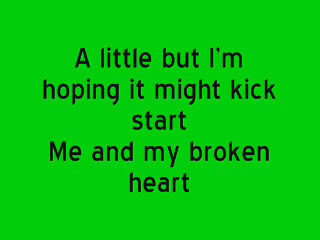 A little but I'm
hoping it might kick
start
Me and my broken
heart